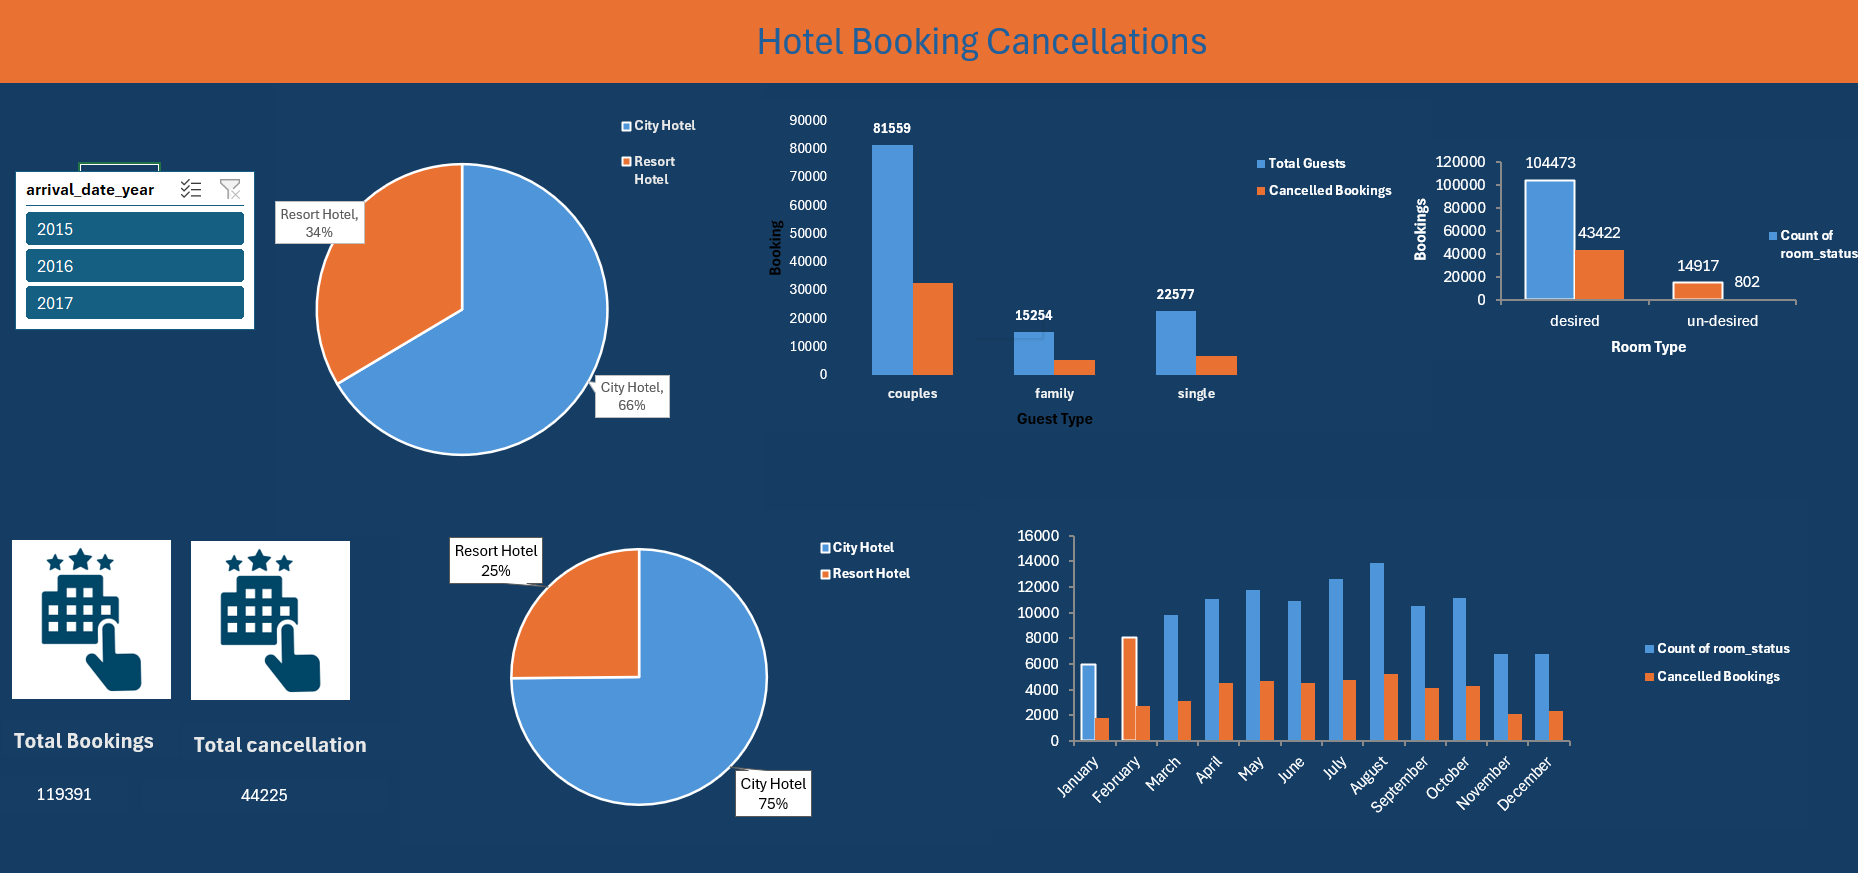 Hotel Booking Cancellations
arrival_date_year
2015
2016
2017
City Hotel
Resort
Hotel
Resort Hotel,
34%
City Hotel,
66%
90000
80000
70000
60000
50000
40000
30000
20000
10000
0
Booking
81559
15254
22577
couples
family
single
Guest Type
Total Guests
Cancelled Bookings
120000
100000
80000
60000
40000
20000
0
Bookings
104473
43422
14917
802
desired
un-desired
Room Type
Count of
room_status
Total Bookings
119391
Total cancellation
44225
Resort Hotel
25%
City Hotel
75%
City Hotel
Resort Hotel
16000
14000
12000
10000
8000
6000
4000
2000
0
January
February
March
April
May
June
July
August
September
October
November
December
Count of room_status
Cancelled Bookings